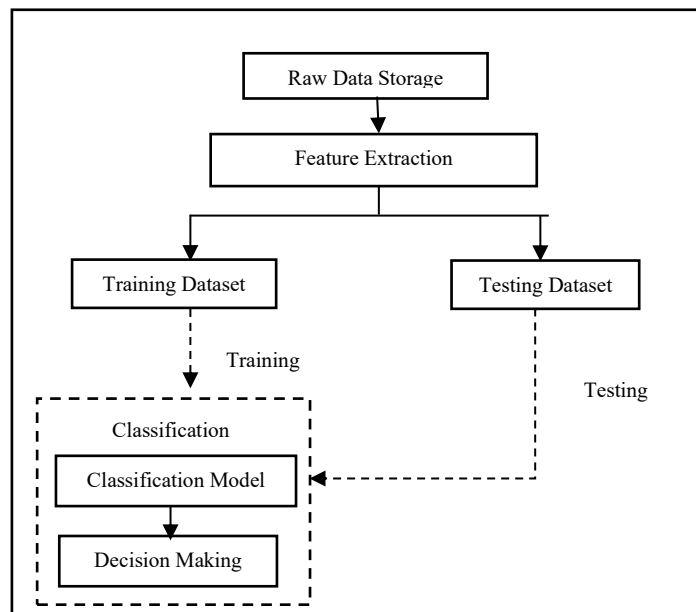 Raw Data Storage
Feature Extraction
Training Dataset
Testing Dataset
Training
Testing
Classification
Classification Model
Decision Making